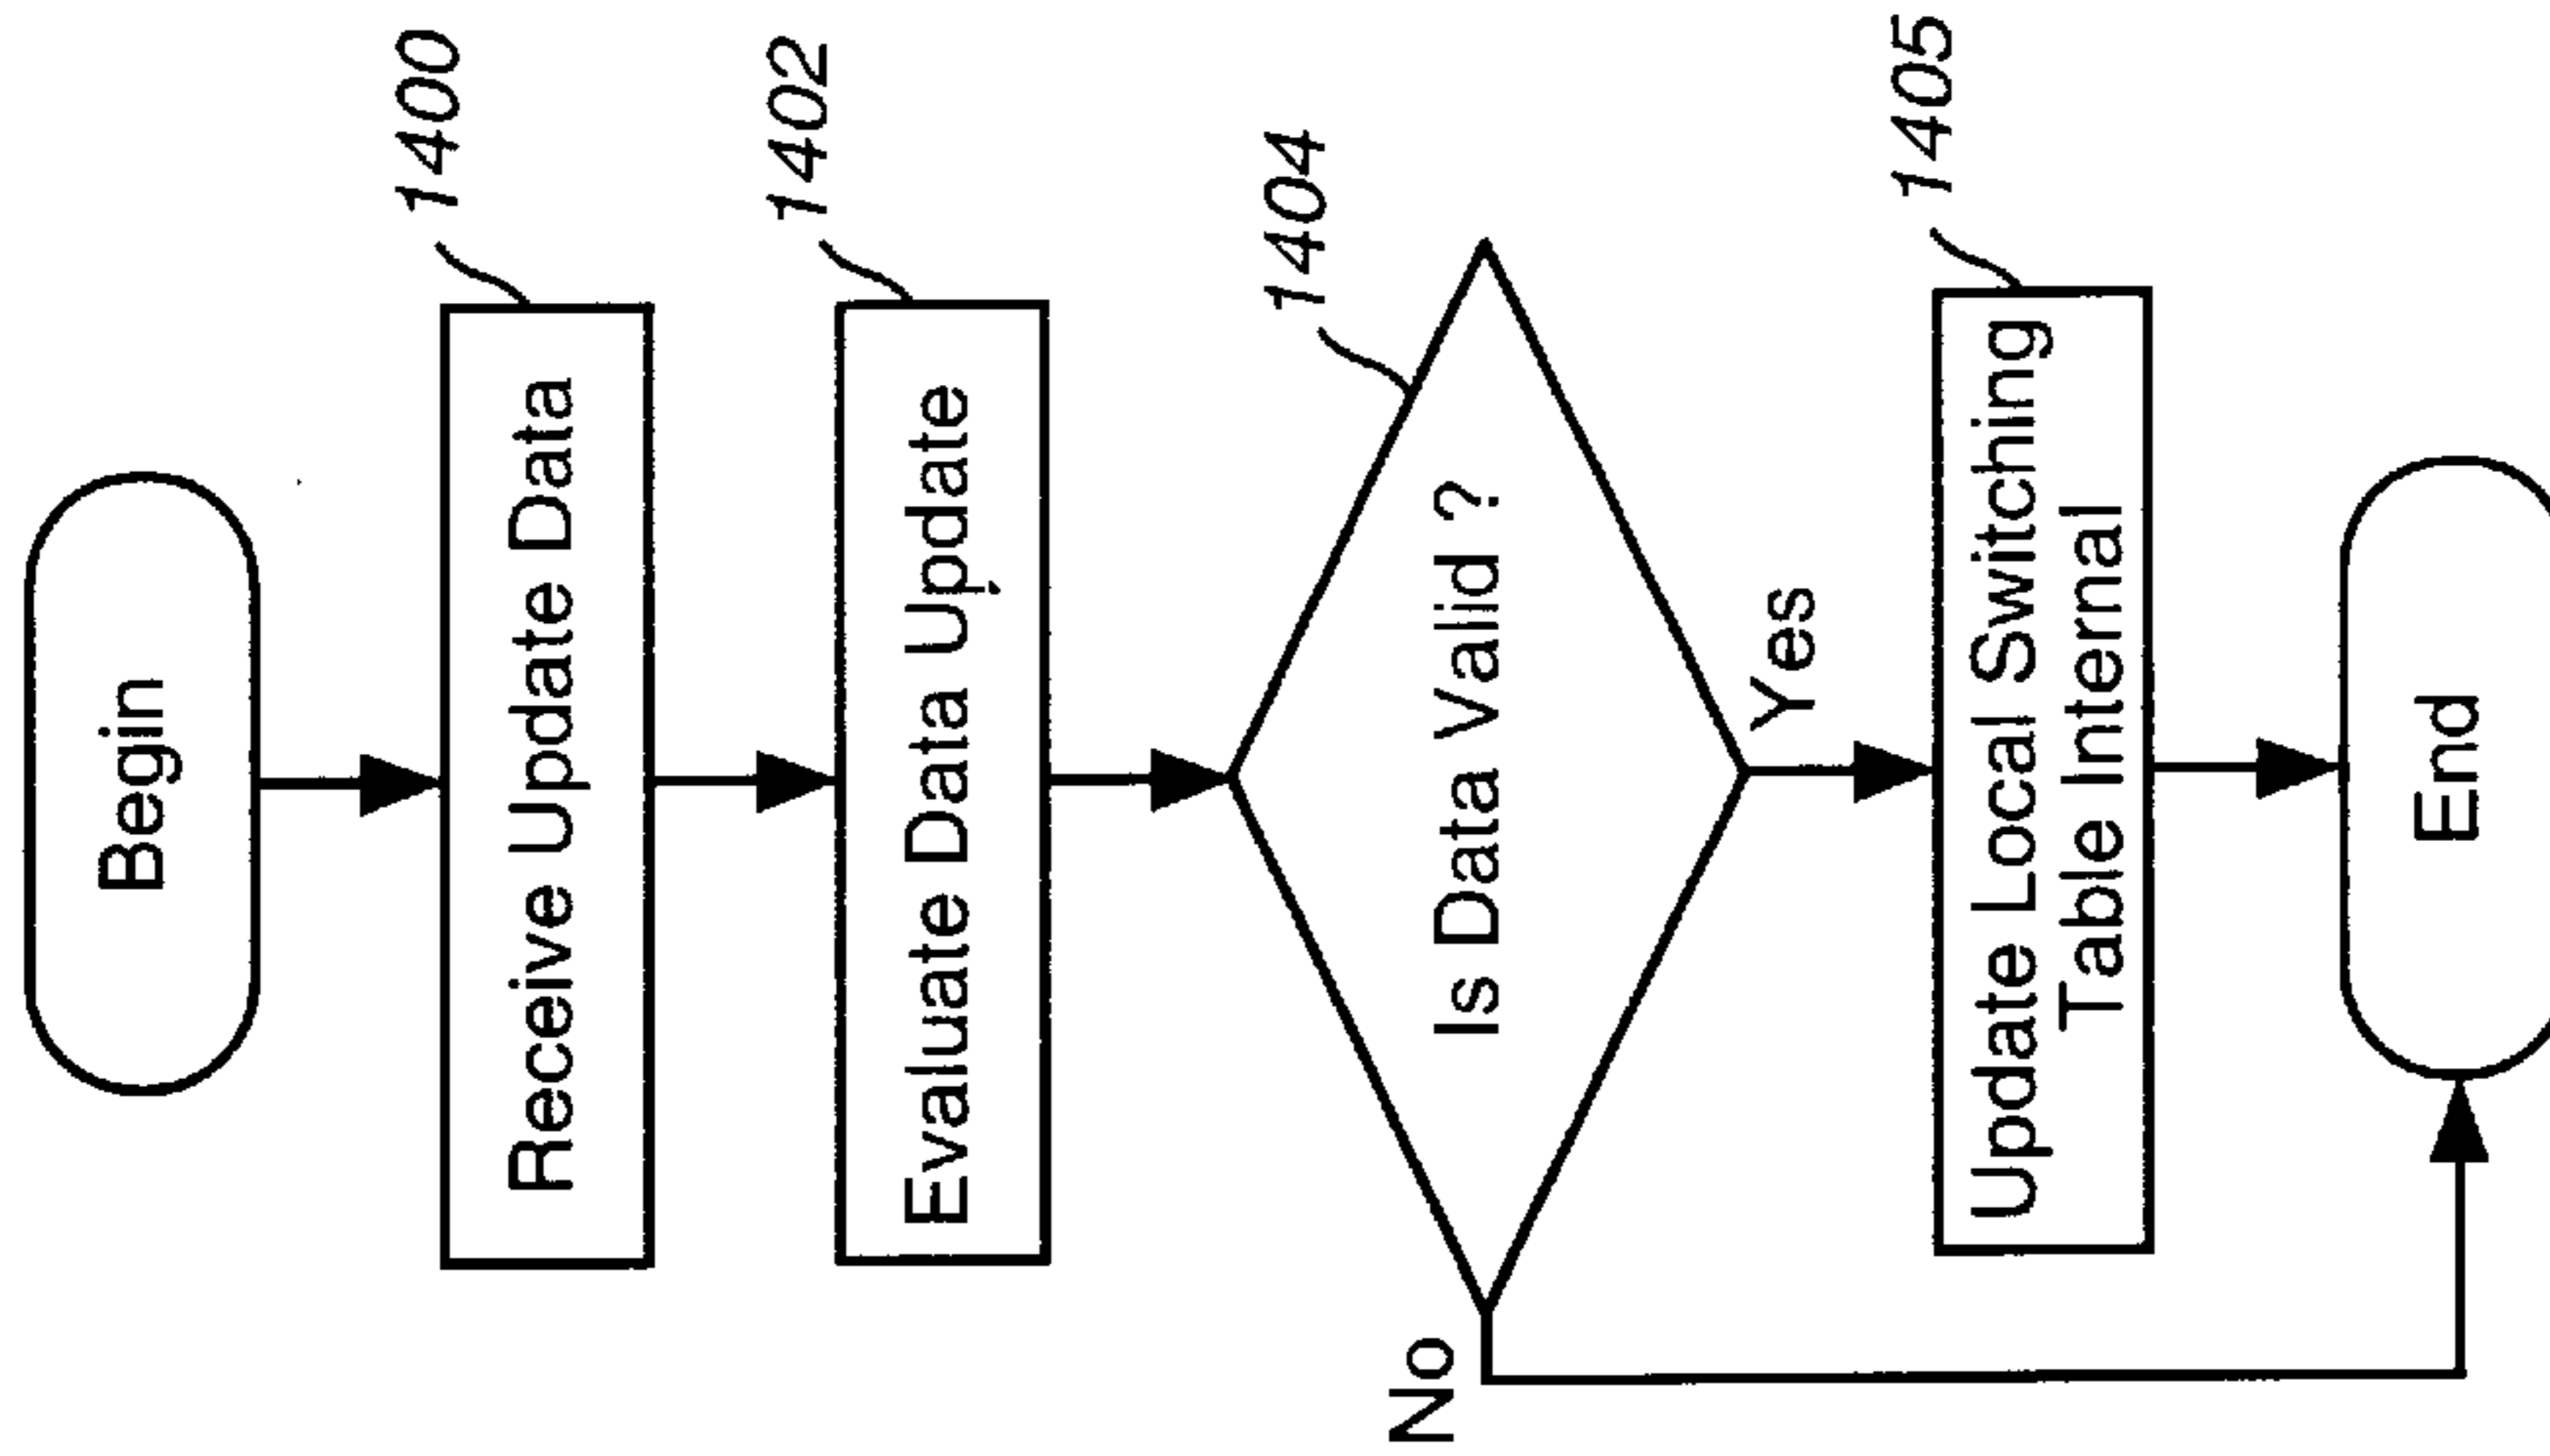 Begin
1400
Receive Update Data
1402
Evaluate Data Update
1404
Is Data Valid ?
No
Yes
1405
Update Local Switching
Table Internal
End